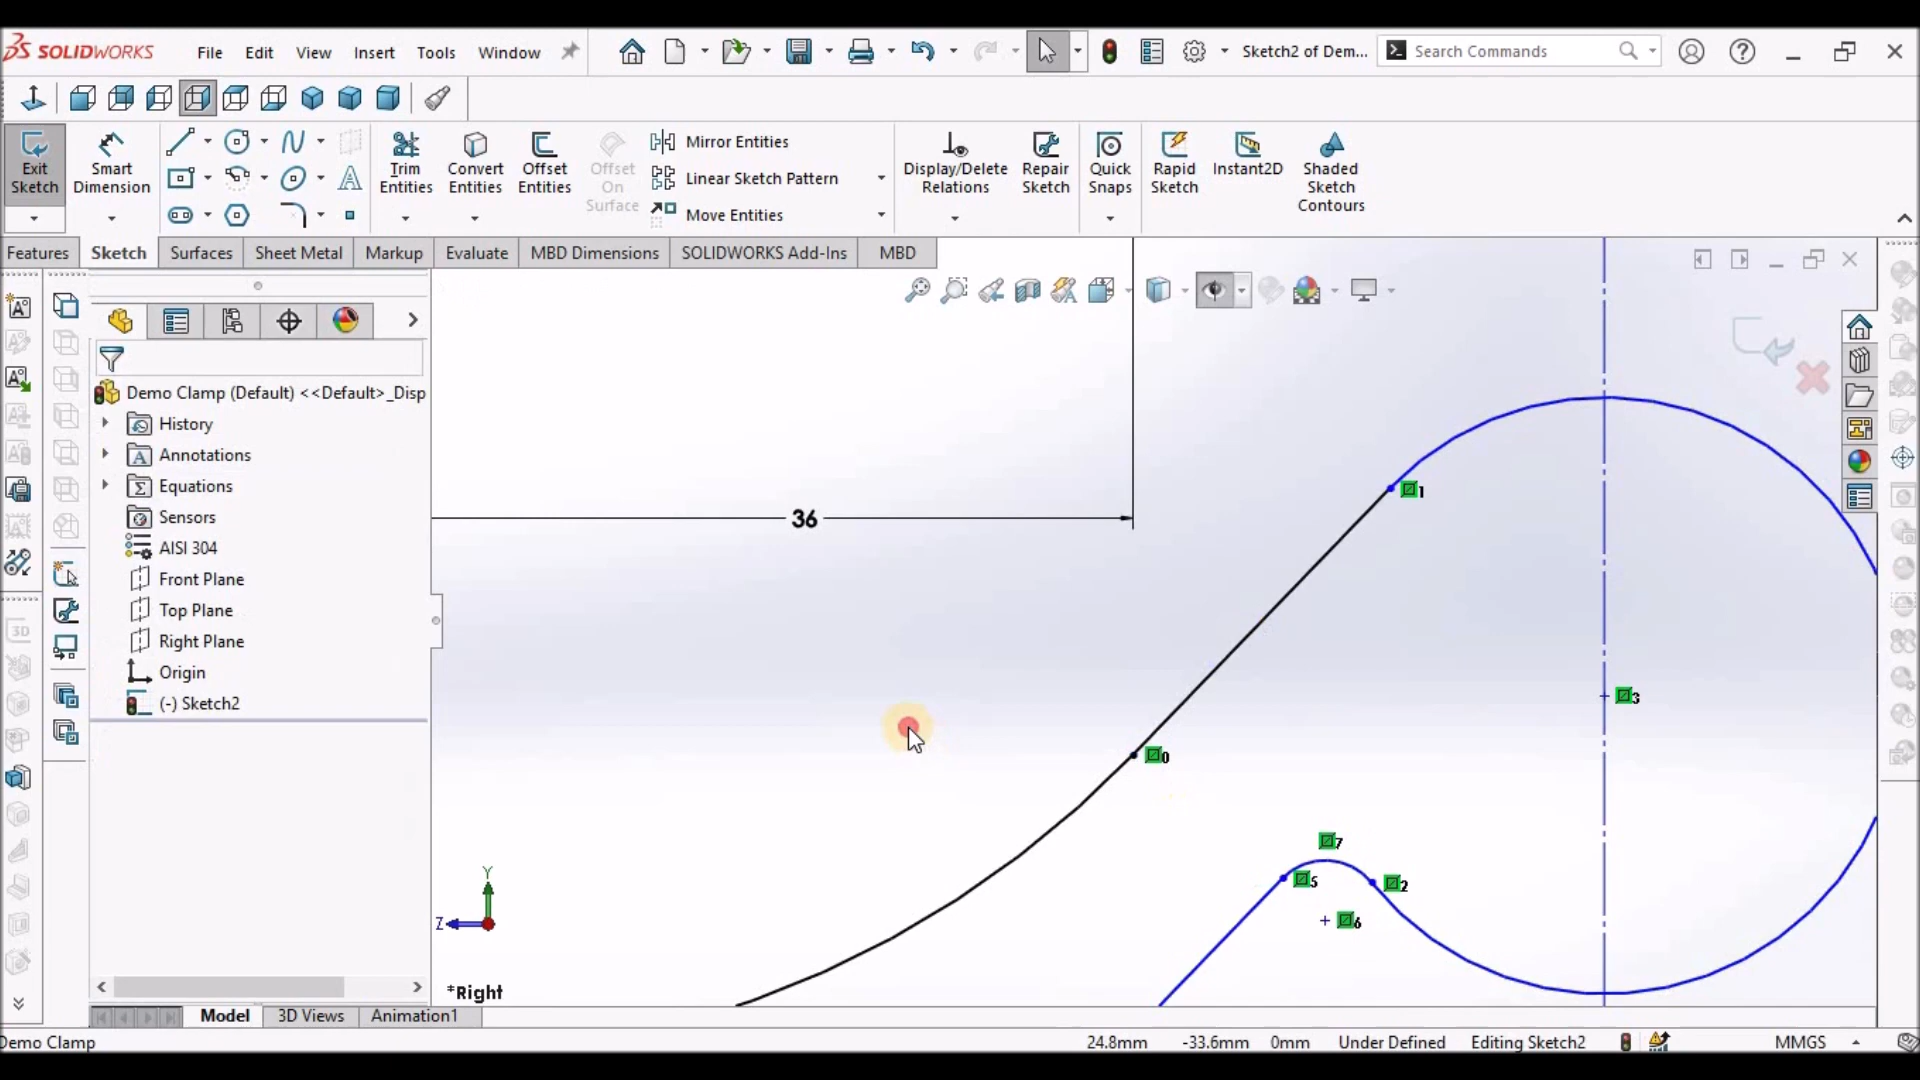 SOLIDWORKS File Edit View Insert Tools Window Sketch2 of Dem... Search Commands
Exit Sketch
Smart Dimension
Trim Entities
Convert Entities
Offset Entities
Offset On Surface
Mirror Entities
Linear Sketch Pattern
Move Entities
Display/Delete Relations
Repair Sketch
Quick Snaps
Rapid Sketch
Instant2D
Shaded Sketch Contours
Features Sketch Surfaces Sheet Metal Markup Evaluate MBD Dimensions SOLIDWORKS Add-Ins MBD
Demo Clamp (Default) <<Default>_Disp
History
Annotations
Equations
Sensors
AISI 304
Front Plane
Top Plane
Right Plane
Origin
(-) Sketch2
36
1
3
0
7
5
2
6
Y
Z
*Right
Model 3D Views Animation1
Demo Clamp 24.8mm -33.6mm 0mm Under Defined Editing Sketch2 MMGS